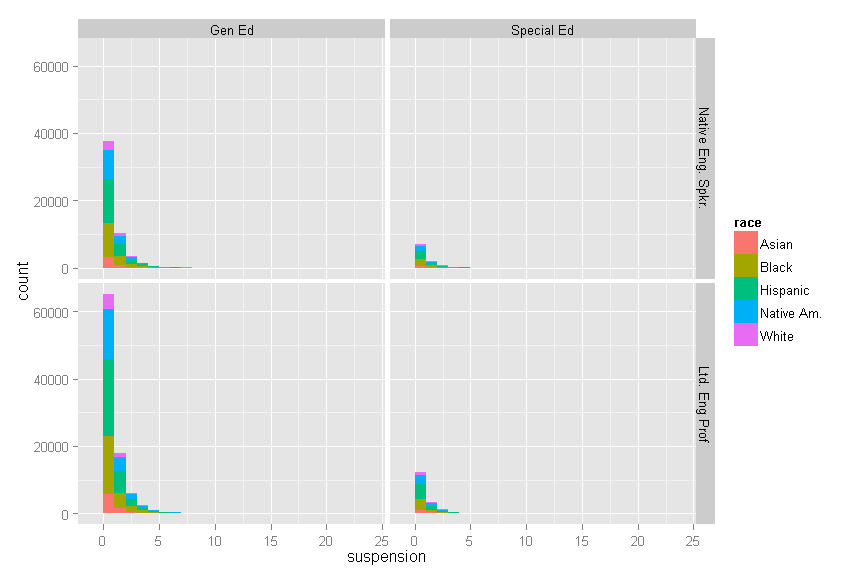 Gen Ed
Special Ed
60000
40000
20000
0
Native Eng. Spkr.
60000
40000
20000
0
Ltd. Eng Prof
count
0 5 10 15 20 25
0 5 10 15 20 25
suspension
race
Asian
Black
Hispanic
Native Am.
White